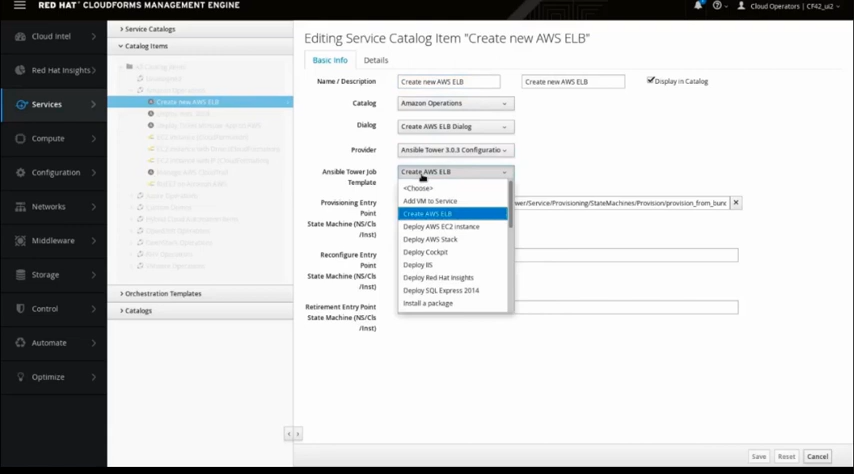 RED HAT® CLOUDFORMS MANAGEMENT ENGINE
Cloud Operators | CF42_ui2
Cloud Intel
Red Hat Insights
Services
Compute
Configuration
Networks
Middleware
Storage
Control
Automate
Optimize
Service Catalogs
Catalog Items
Create new AWS ELB
Orchestration Templates
Catalogs
Editing Service Catalog Item "Create new AWS ELB"
Basic Info
Details
Name / Description
Create new AWS ELB
Create new AWS ELB
Display in Catalog
Catalog
Amazon Operations
Dialog
Create AWS ELB Dialog
Provider
Ansible Tower 3.0.3 Configuratio
Ansible Tower Job
Template
Create AWS ELB
<Choose>
Add VM to Service
Create AWS ELB
Deploy AWS EC2 instance
Deploy AWS Stack
Deploy Cockpit
Deploy IIS
Deploy Red Hat Insights
Deploy SQL Express 2014
Install a package
Provisioning Entry
Point
State Machine (NS/Cls
/Inst)
wer/Service/Provisioning/StateMachines/Provision/provision_from_bun
Reconfigure Entry
Point
State Machine (NS/Cls
/Inst)
Retirement Entry Point
State Machine (NS/Cls
/Inst)
Save
Reset
Cancel